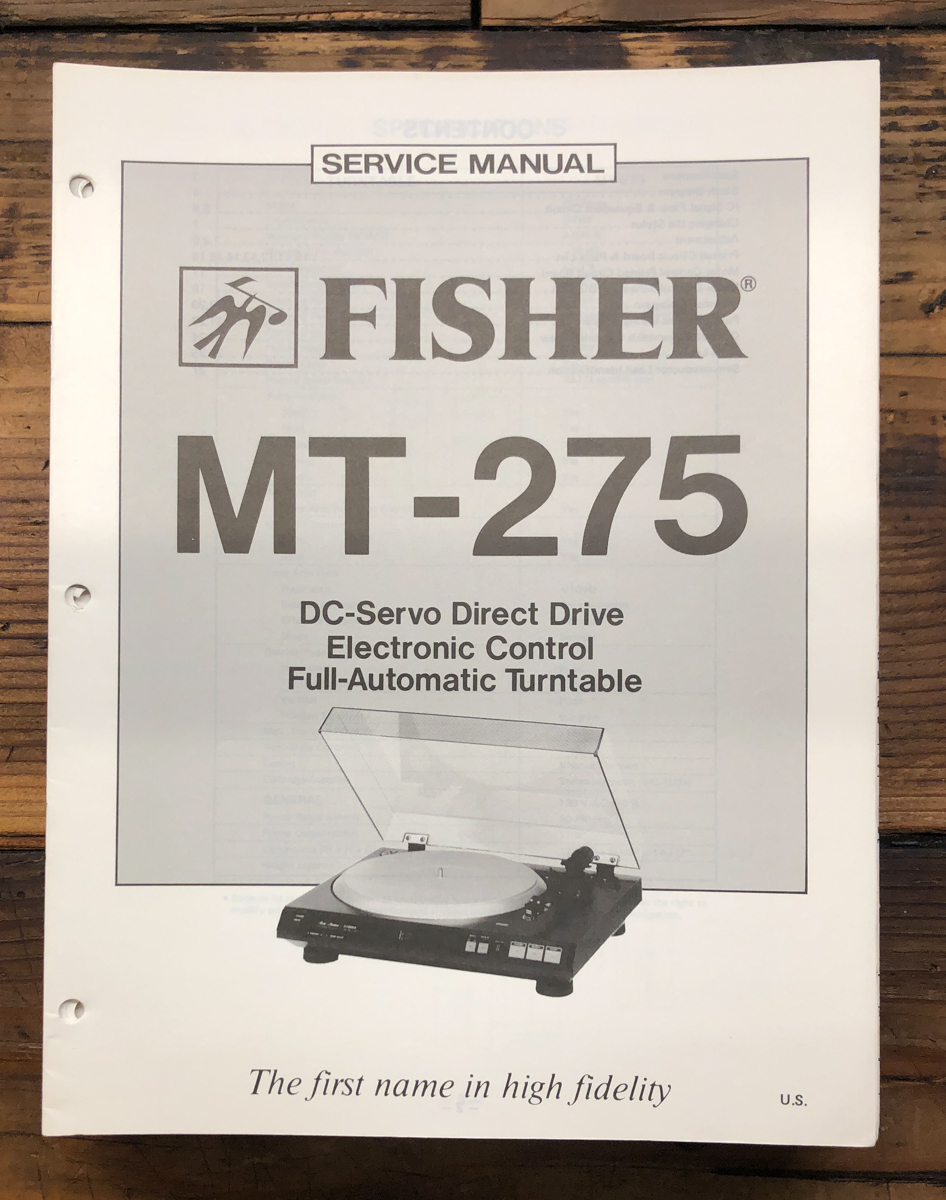 SERVICE MANUAL
FISHER®
MT-275
DC-Servo Direct Drive
Electronic Control
Full-Automatic Turntable
The first name in high fidelity
U.S.